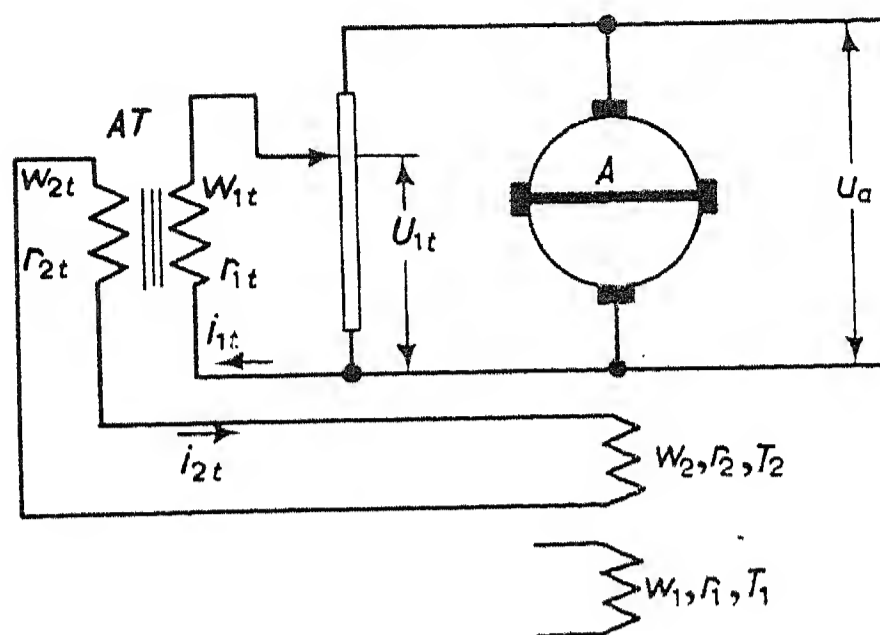 AT
A
w₂ₜ
w₁ₜ
U₁ₜ
uₐ
r₂ₜ
r₁ₜ
i₁ₜ
i₂ₜ
w₂, r₂, T₂
w₁, r₁, T₁